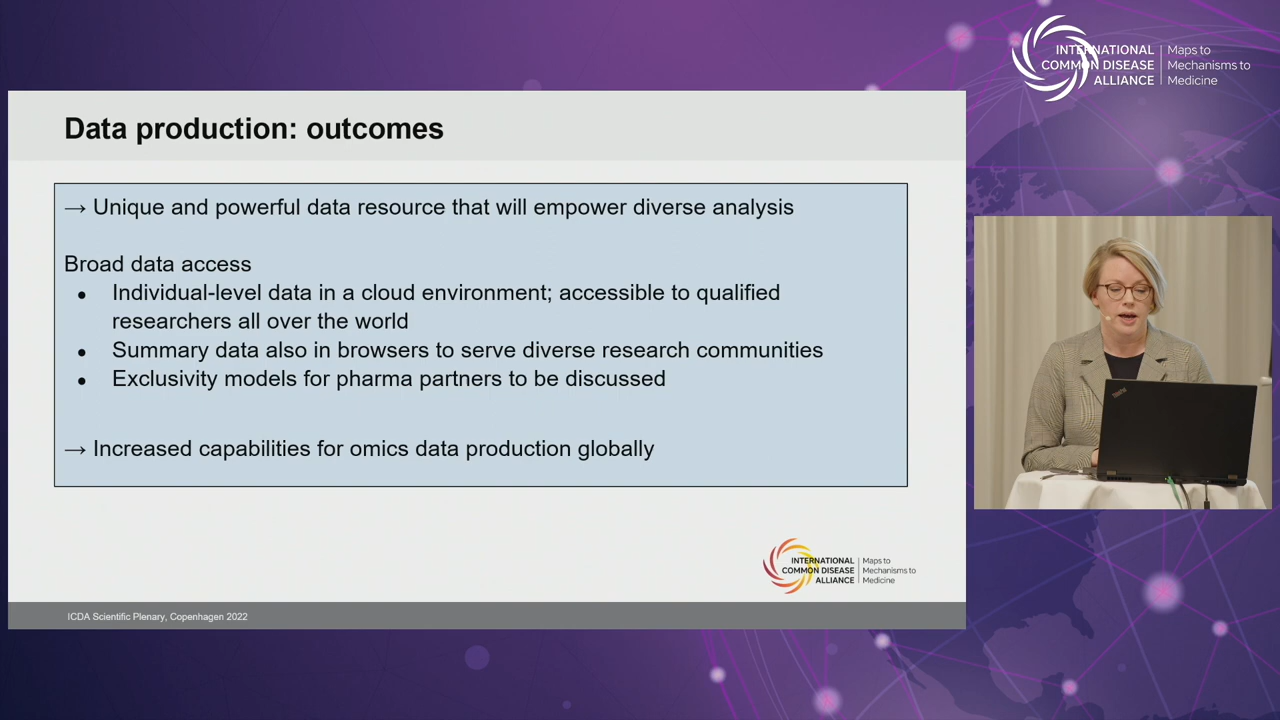 INTERNATIONAL
COMMON DISEASE
ALLIANCE
Maps to
Mechanisms to
Medicine
Data production: outcomes
→ Unique and powerful data resource that will empower diverse analysis
Broad data access
● Individual-level data in a cloud environment; accessible to qualified
researchers all over the world
● Summary data also in browsers to serve diverse research communities
● Exclusivity models for pharma partners to be discussed
→ Increased capabilities for omics data production globally
INTERNATIONAL
COMMON DISEASE
ALLIANCE
Maps to
Mechanisms to
Medicine
ICDA Scientific Plenary, Copenhagen 2022
ThinkPad